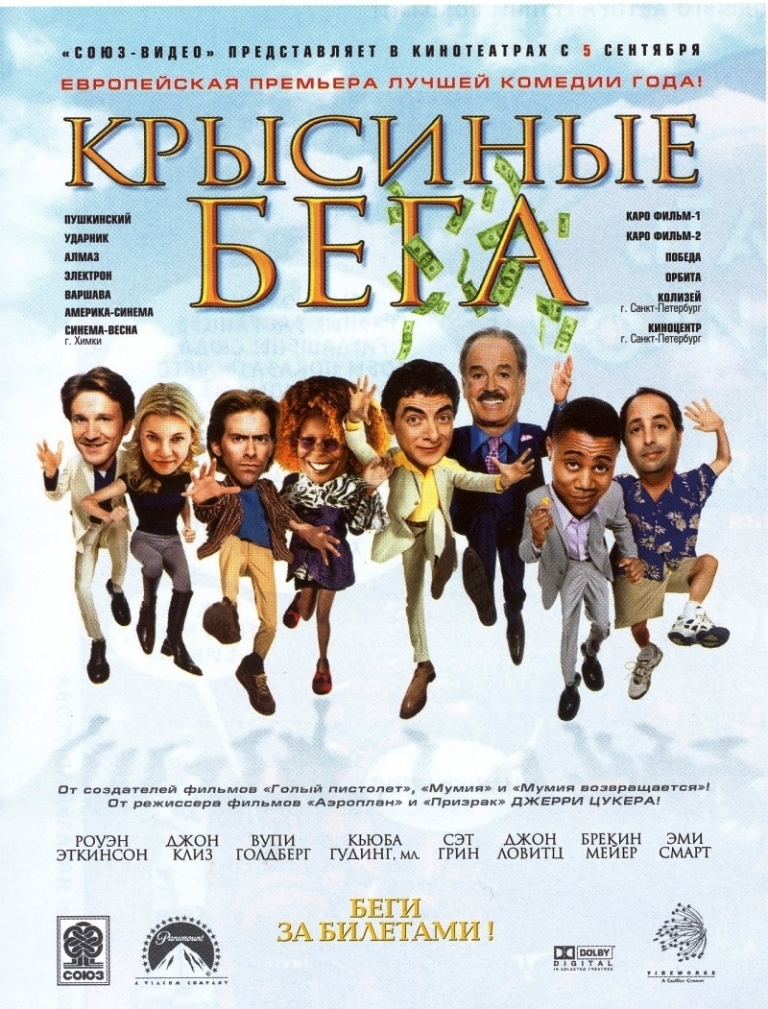 «СОЮЗ-ВИДЕО» ПРЕДСТАВЛЯЕТ В КИНОТЕАТРАХ С 5 СЕНТЯБРЯ
ЕВРОПЕЙСКАЯ ПРЕМЬЕРА ЛУЧШЕЙ КОМЕДИИ ГОДА!
КРЫСИНЫЕ
БЕГА
ПУШКИНСКИЙ
УДАРНИК
АЛМАЗ
ЭЛЕКТРОН
ВАРШАВА
АМЕРИКА-СИНЕМА
СИНЕМА-ВЕСНА
г. Химки
КАРО ФИЛЬМ-1
КАРО ФИЛЬМ-2
ПОБЕДА
ОРБИТА
КОЛИЗЕЙ
г. Санкт-Петербург
КИНОЦЕНТР
г. Санкт-Петербург
От создателей фильмов «Голый пистолет», «Мумия» и «Мумия возвращается»!
От режиссера фильмов «Аэроплан» и «Призрак» ДЖЕРРИ ЦУКЕРА!
РОУЭН ЭТКИНСОН ДЖОН КЛИЗ ВУПИ ГОЛДБЕРГ КЬЮБА ГУДИНГ, МЛ. СЭТ ГРИН ДЖОН ЛОВИТЦ БРЕКИН МЕЙЕР ЭМИ СМАРТ
БЕГИ
ЗА БИЛЕТАМИ!
СОЮЗ
Paramount
A VIACOM COMPANY
DOLBY
DIGITAL
IN SELECTED THEATRES
FIREWORKS